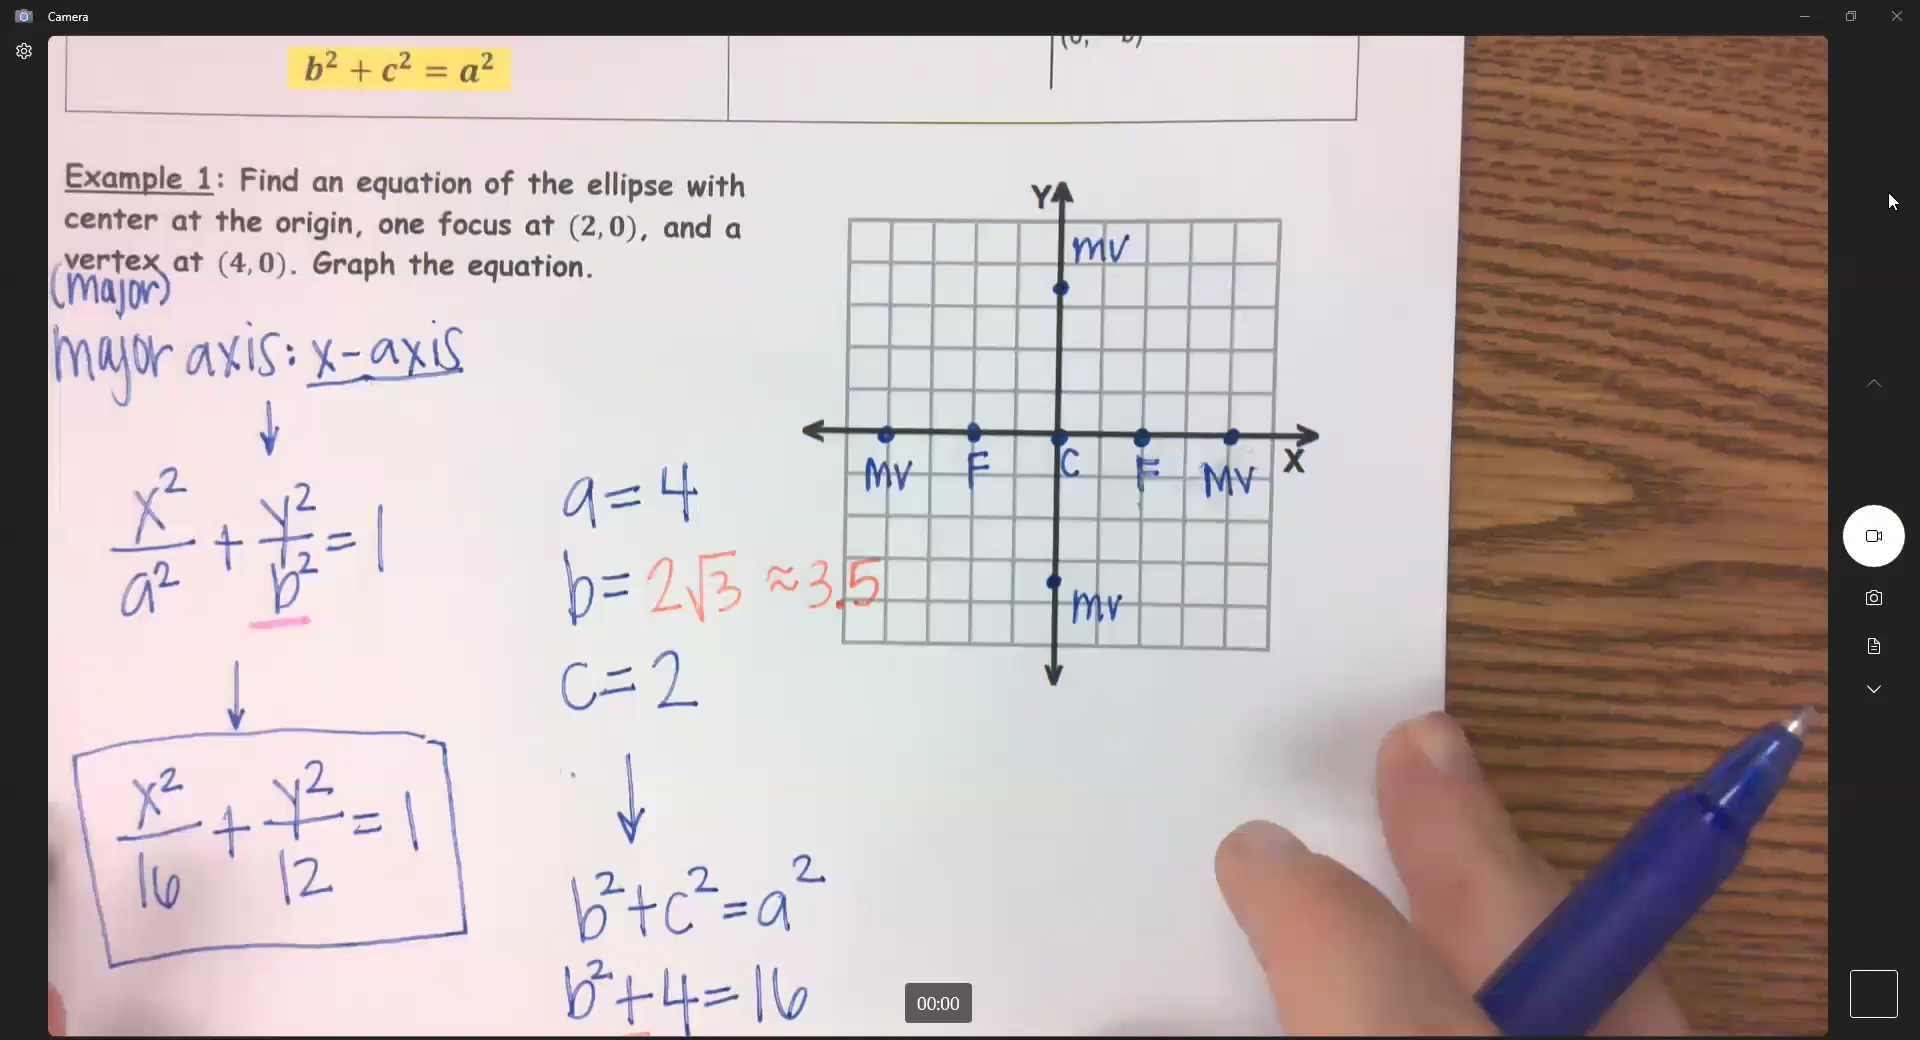 Camera
b² + c² = a²
(0, −b)
Example 1: Find an equation of the ellipse with
center at the origin, one focus at (2, 0), and a
vertex at (4, 0). Graph the equation.
(major)
major axis: x-axis
↓
x²/a² + y²/b² = 1
↓
x²/16 + y²/12 = 1
a = 4
b = 2√3 ≈ 3.5
c = 2
↓
b² + c² = a²
b² + 4 = 16
Y
mv
MV F C F MV X
mv
00:00